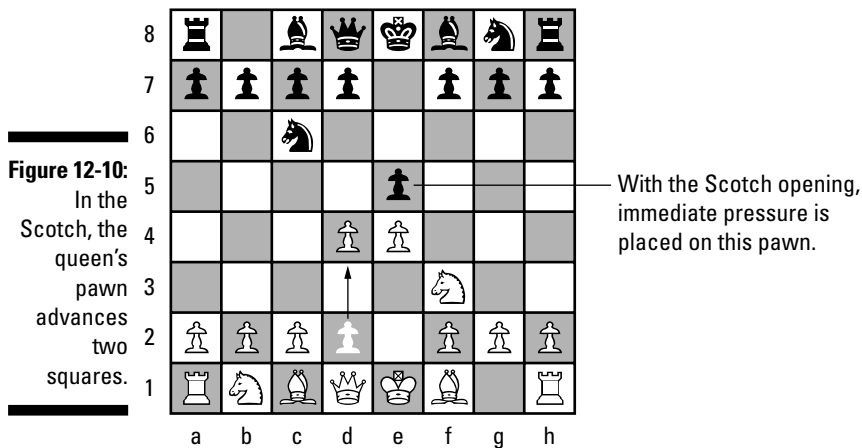 8
7
6
5
4
3
2
1
a b c d e f g h
Figure 12-10:
In the
Scotch, the
queen's
pawn
advances
two
squares.
With the Scotch opening,
immediate pressure is
placed on this pawn.